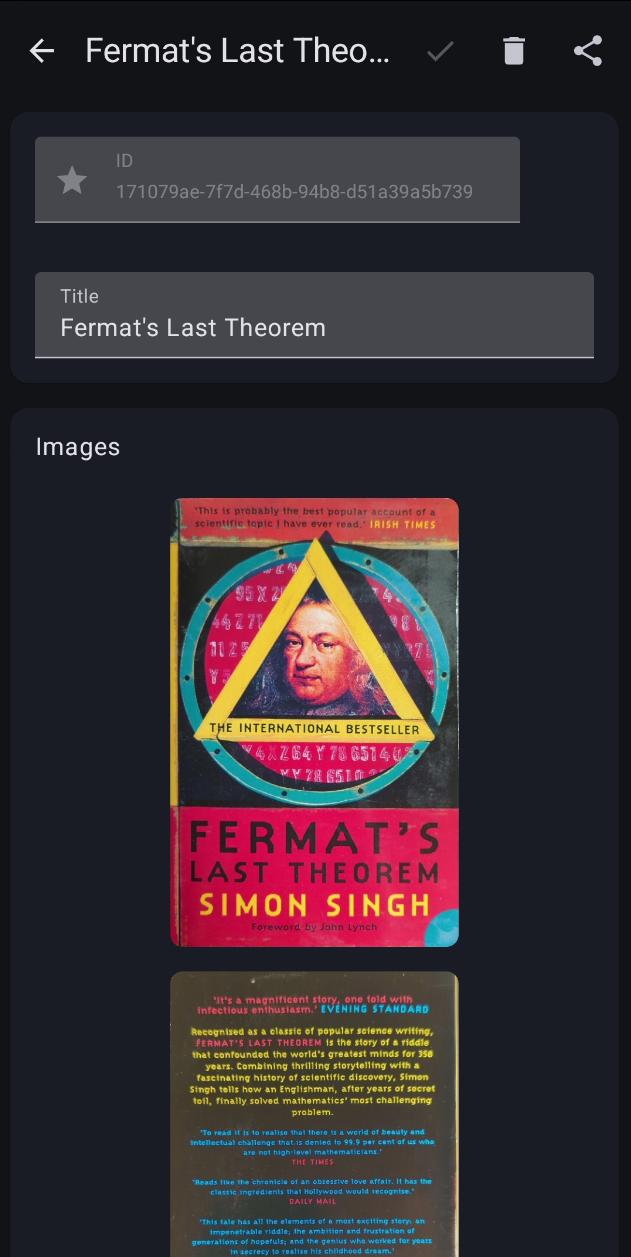 Fermat's Last Theo...
ID
171079ae-7f7d-468b-94b8-d51a39a5b739
Title
Fermat's Last Theorem
Images
'This is probably the best popular account of a
scientific topic I have ever read.' IRISH TIMES
THE INTERNATIONAL BESTSELLER
FERMAT'S
LAST THEOREM
SIMON SINGH
Foreword by John Lynch
'It's a magnificent story, one told with
infectious enthusiasm.' EVENING STANDARD
Recognised as a classic of popular science writing,
FERMAT'S LAST THEOREM is the story of a riddle
that confounded the world's greatest minds for 358
years. Combining thrilling storytelling with a
fascinating history of scientific discovery, Simon
Singh tells how an Englishman, after years of secret
toil, finally solved mathematics' most challenging
problem.
'To read it is to realise that there is a world of beauty and
intellectual challenge that is denied to 99.9 per cent of us who
are not high-level mathematicians.'
THE TIMES
'Reads like the chronicle of an obsessive love affair. It has the
classic ingredients that Hollywood would recognise.'
DAILY MAIL
'This tale has all the elements of a most exciting story: an
impenetrable riddle; the ambition and frustration of
generations of hopefuls; and the genius who worked for years
in secrecy to realise his childhood dream.'